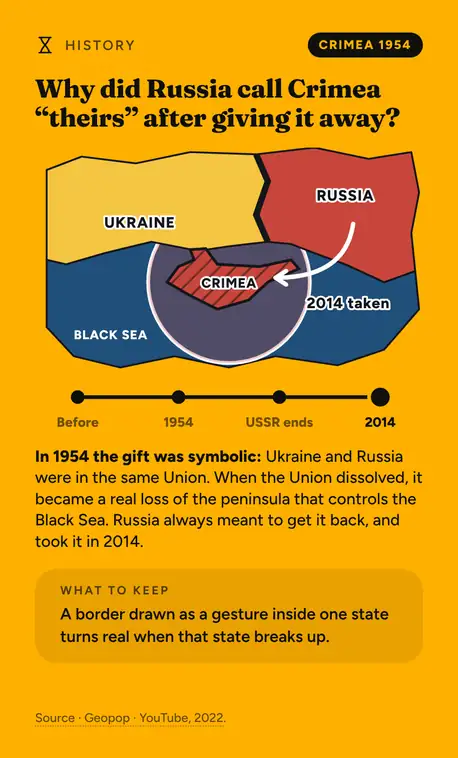 HISTORY
CRIMEA 1954
Why did Russia call Crimea
“theirs” after giving it away?
RUSSIA
UKRAINE
CRIMEA
2014 taken
BLACK SEA
Before
1954
USSR ends
2014
In 1954 the gift was symbolic: Ukraine and Russia
were in the same Union. When the Union dissolved, it
became a real loss of the peninsula that controls the
Black Sea. Russia always meant to get it back, and
took it in 2014.
WHAT TO KEEP
A border drawn as a gesture inside one state
turns real when that state breaks up.
Source · Geopop · YouTube, 2022.